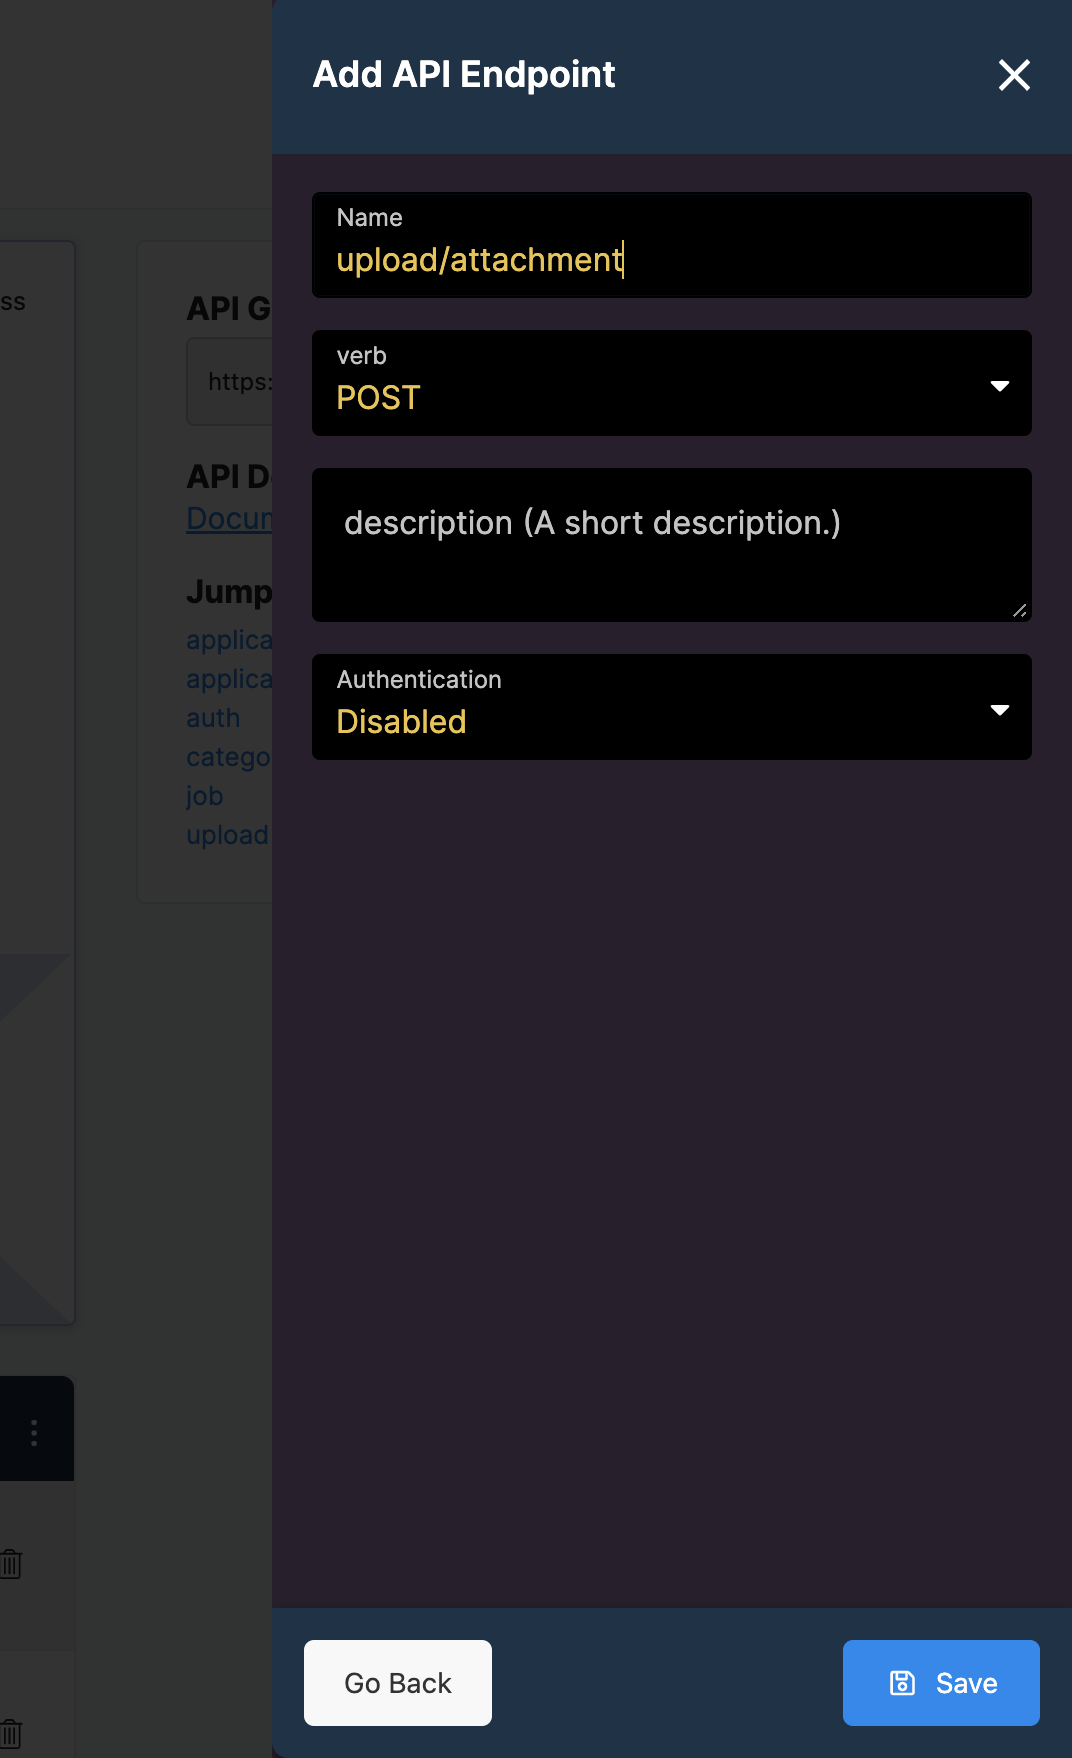 Add API Endpoint
Name
upload/attachment
verb
POST
description (A short description.)
Authentication
Disabled
Go Back
Save
ss
API G
https:
API D
Docum
Jump
applica
applica
auth
catego
job
upload